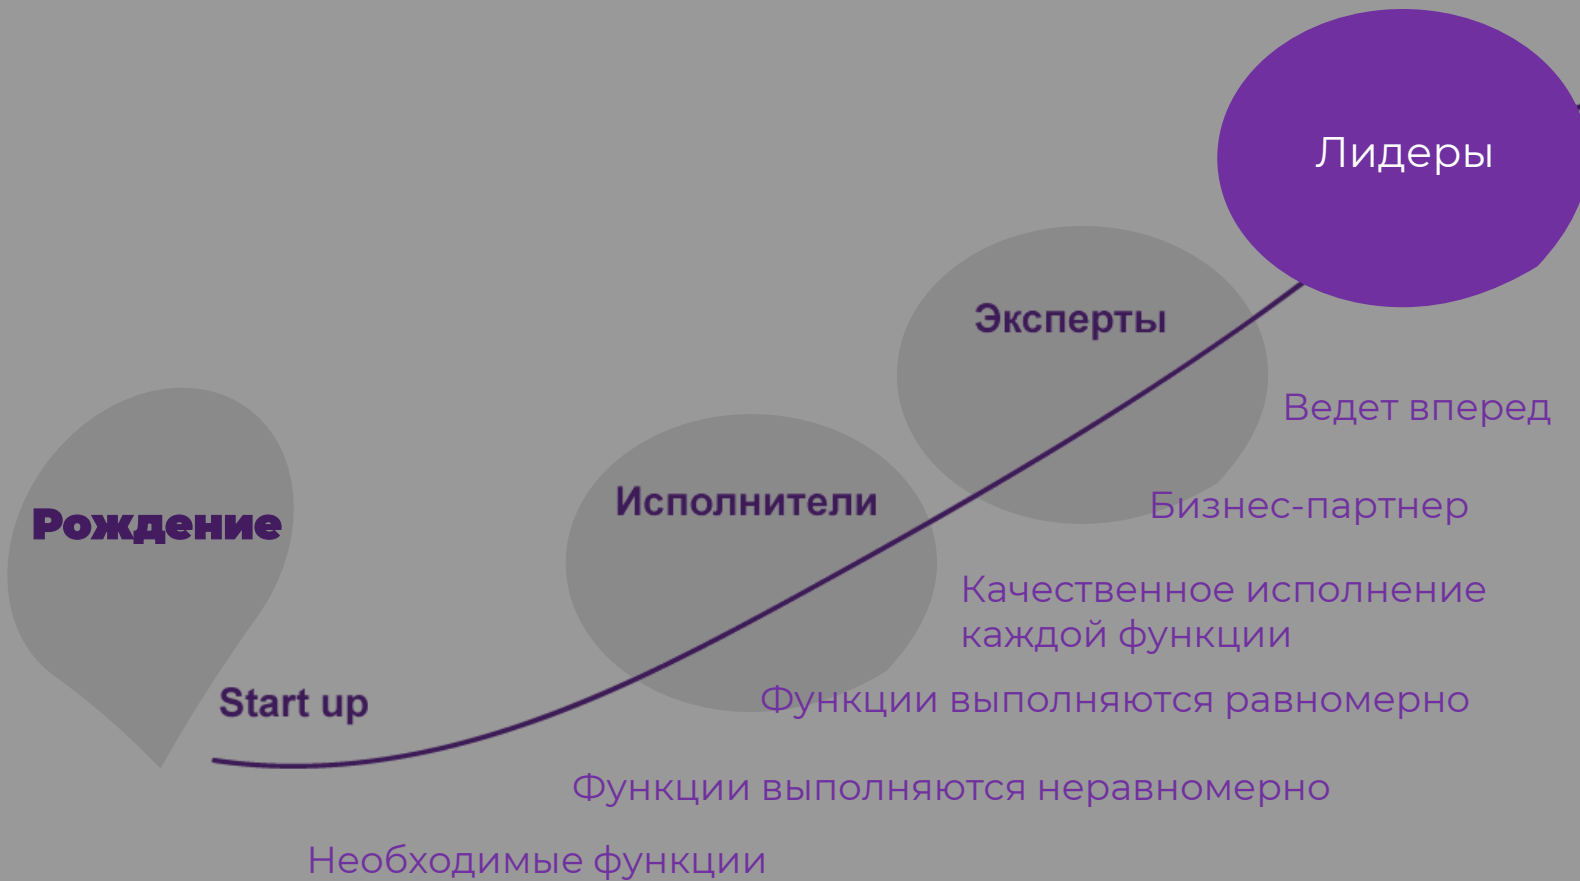 Лидеры
Эксперты
Ведет вперед
Исполнители
Бизнес-партнер
Рождение
Качественное исполнение
каждой функции
Start up
Функции выполняются равномерно
Функции выполняются неравномерно
Необходимые функции